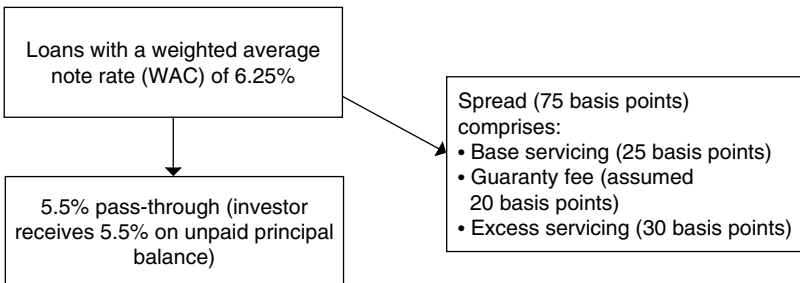 Loans with a weighted average
note rate (WAC) of 6.25%
Spread (75 basis points)
comprises:
• Base servicing (25 basis points)
• Guaranty fee (assumed
20 basis points)
• Excess servicing (30 basis points)
5.5% pass-through (investor
receives 5.5% on unpaid principal
balance)